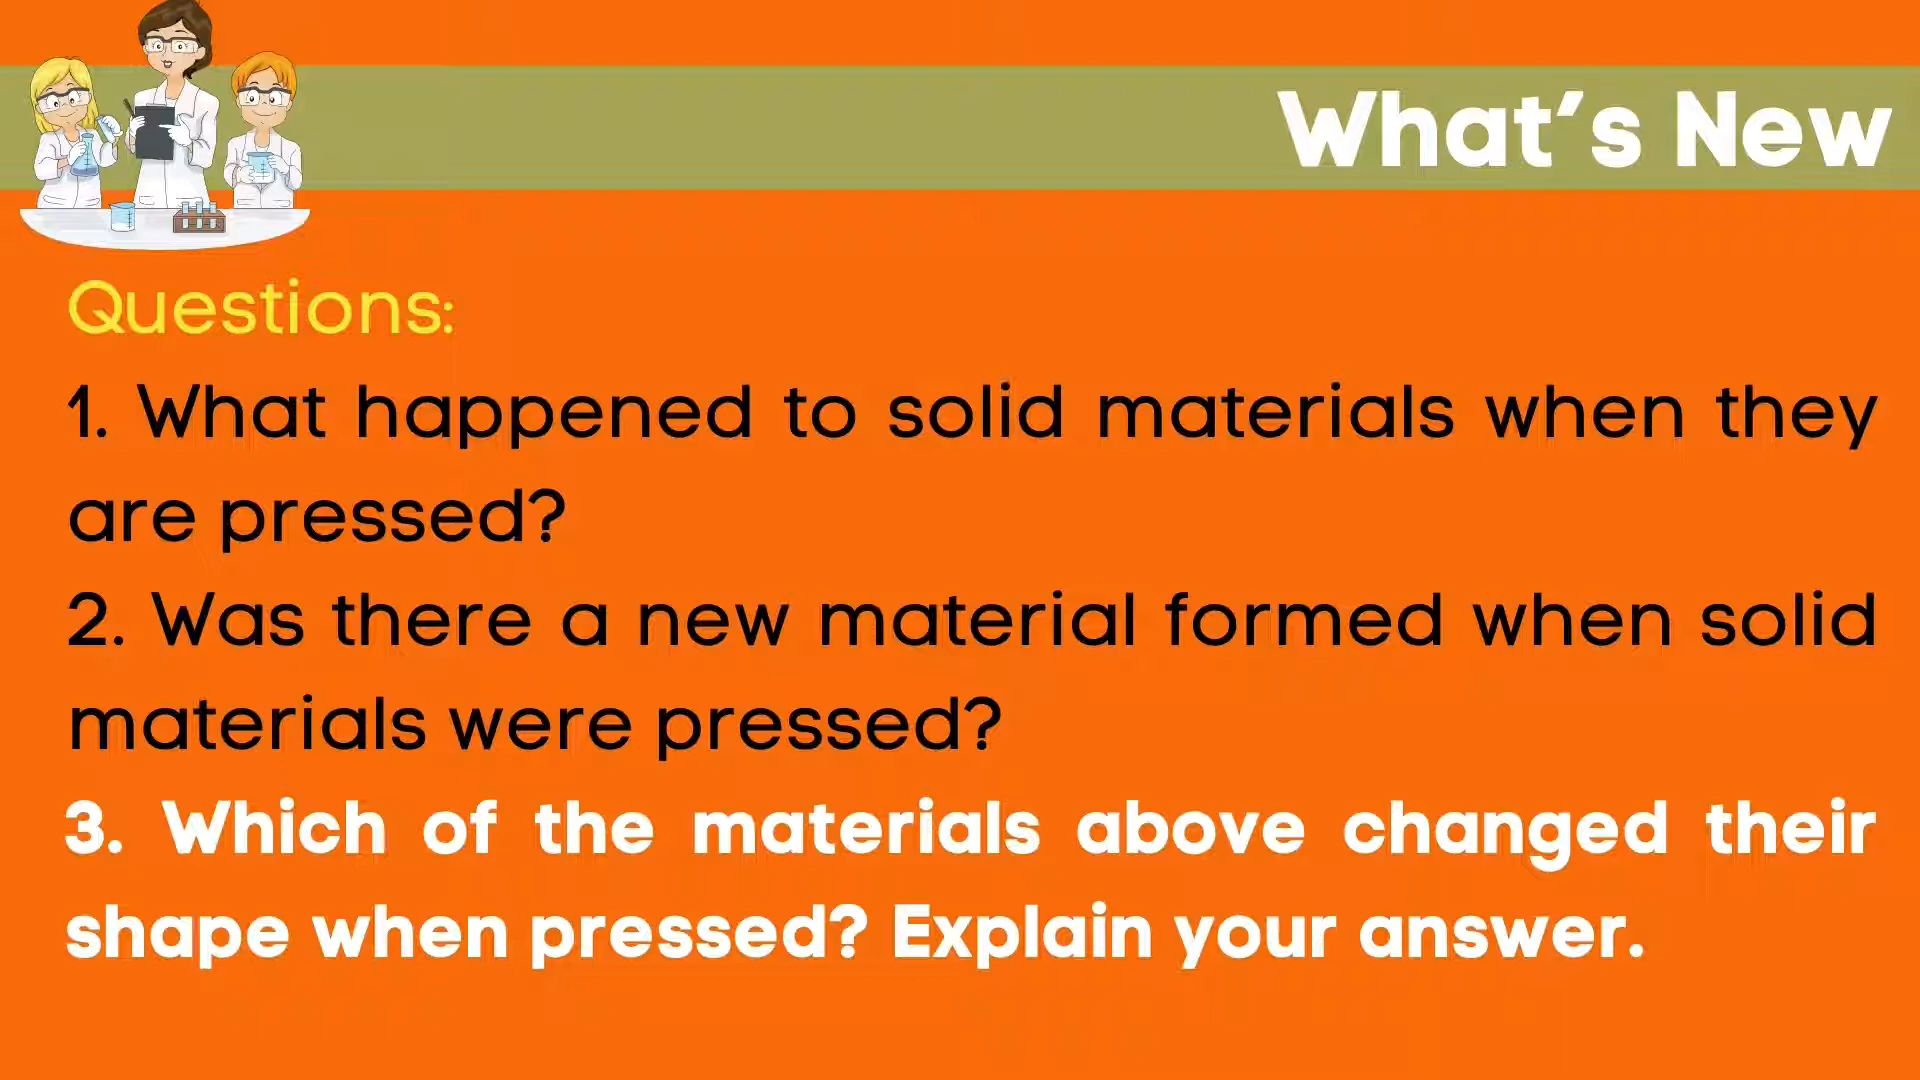 What's New
Questions:
1. What happened to solid materials when they
are pressed?
2. Was there a new material formed when solid
materials were pressed?
3. Which of the materials above changed their
shape when pressed? Explain your answer.